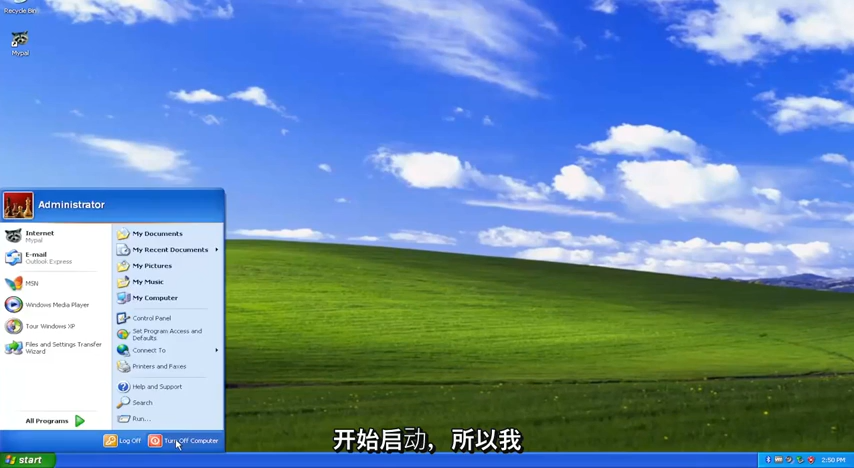 Recycle Bin
Mypal
Administrator
Internet
Mypal
E-mail
Outlook Express
MSN
Windows Media Player
Tour Windows XP
Files and Settings Transfer
Wizard
All Programs
My Documents
My Recent Documents
My Pictures
My Music
My Computer
Control Panel
Set Program Access and
Defaults
Connect To
Printers and Faxes
Help and Support
Search
Run...
Log Off
Turn Off Computer
开始启动，所以我
start
2:50 PM